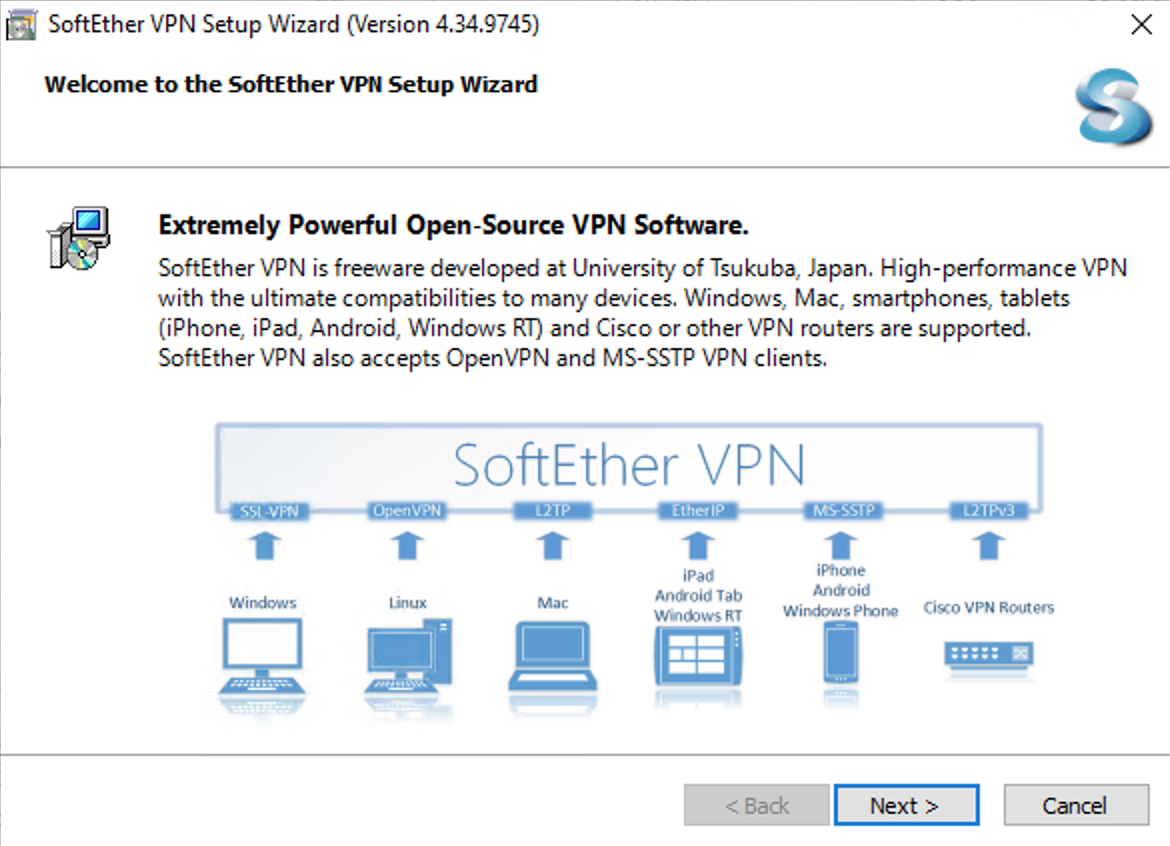 SoftEther VPN Setup Wizard (Version 4.34.9745)
Welcome to the SoftEther VPN Setup Wizard
Extremely Powerful Open-Source VPN Software.
SoftEther VPN is freeware developed at University of Tsukuba, Japan. High-performance VPN
with the ultimate compatibilities to many devices. Windows, Mac, smartphones, tablets
(iPhone, iPad, Android, Windows RT) and Cisco or other VPN routers are supported.
SoftEther VPN also accepts OpenVPN and MS-SSTP VPN clients.
SoftEther VPN
SSL-VPN OpenVPN L2TP EtherIP MS-SSTP L2TPv3
Windows
Linux
Mac
iPad
Android Tab
Windows RT
iPhone
Android
Windows Phone
Cisco VPN Routers
< Back Next > Cancel